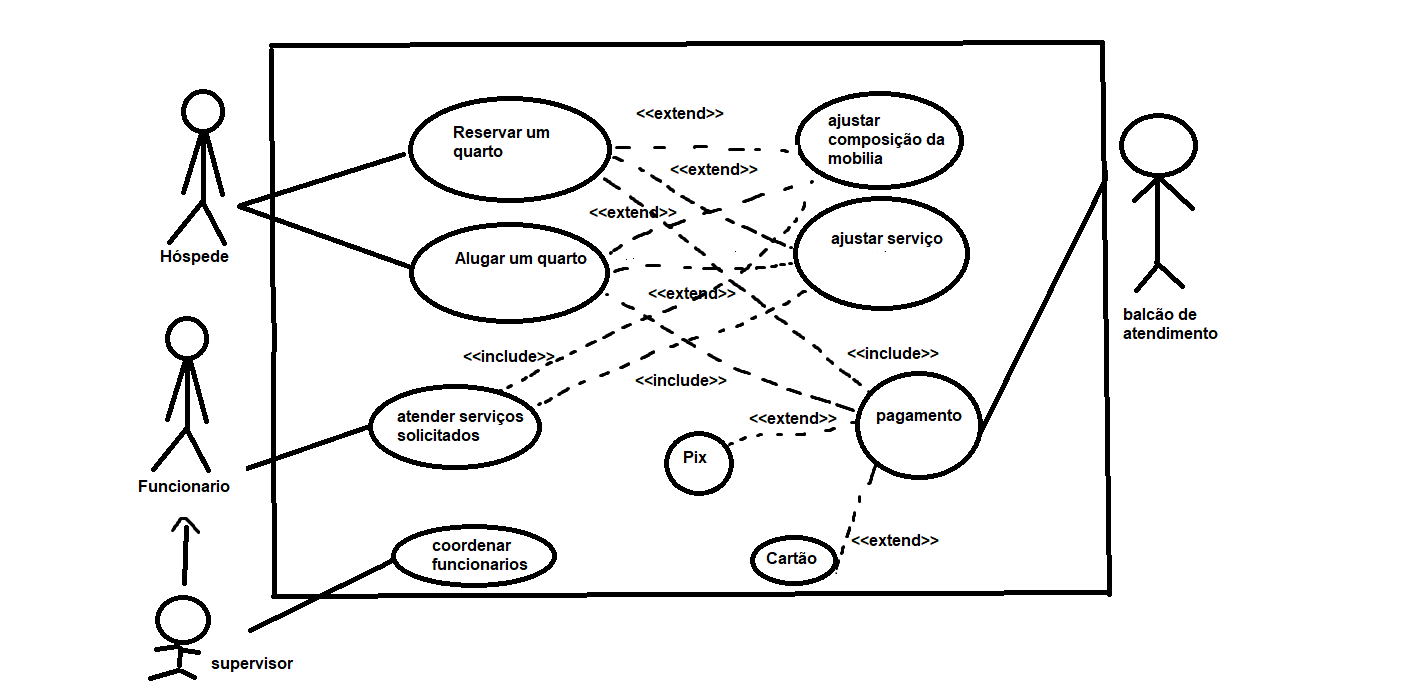 <<extend>>
Reservar um
quarto
ajustar
composição da
mobilia
<<extend>>
<<extend>>
Hóspede
Alugar um quarto
ajustar serviço
<<extend>>
balcão de
atendimento
<<include>>
<<include>>
<<include>>
atender serviços
solicitados
pagamento
<<extend>>
Pix
Funcionario
coordenar
funcionarios
<<extend>>
Cartão
supervisor